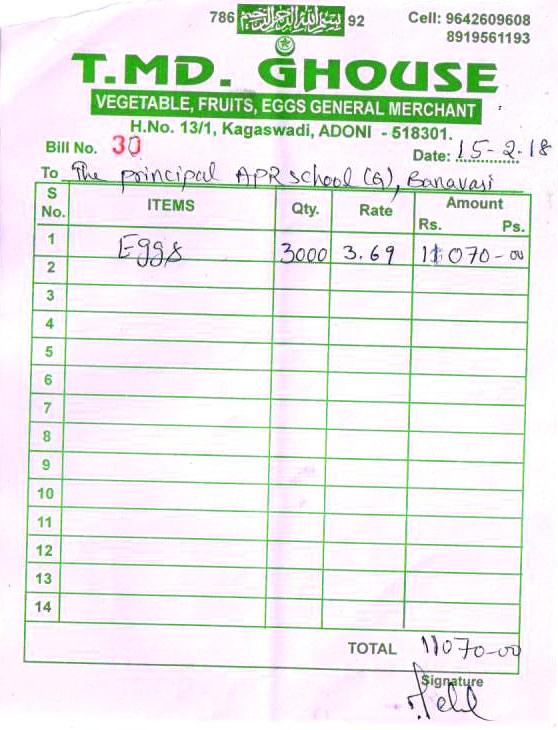 786 بسم الله الرحمن الرحيم 92
Cell: 9642609608
8919561193
T.MD. GHOUSE
VEGETABLE, FRUITS, EGGS GENERAL MERCHANT
H.No. 13/1, Kagaswadi, ADONI - 518301.
Bill No. 30
Date: 15-2-18
To The principal APR School (G), Banavasi
S No. ITEMS Qty. Rate Amount Rs. Ps.
1 Eggs 3000 3.69 11070-00
2
3
4
5
6
7
8
9
10
11
12
13
14
TOTAL 11070-00
Signature